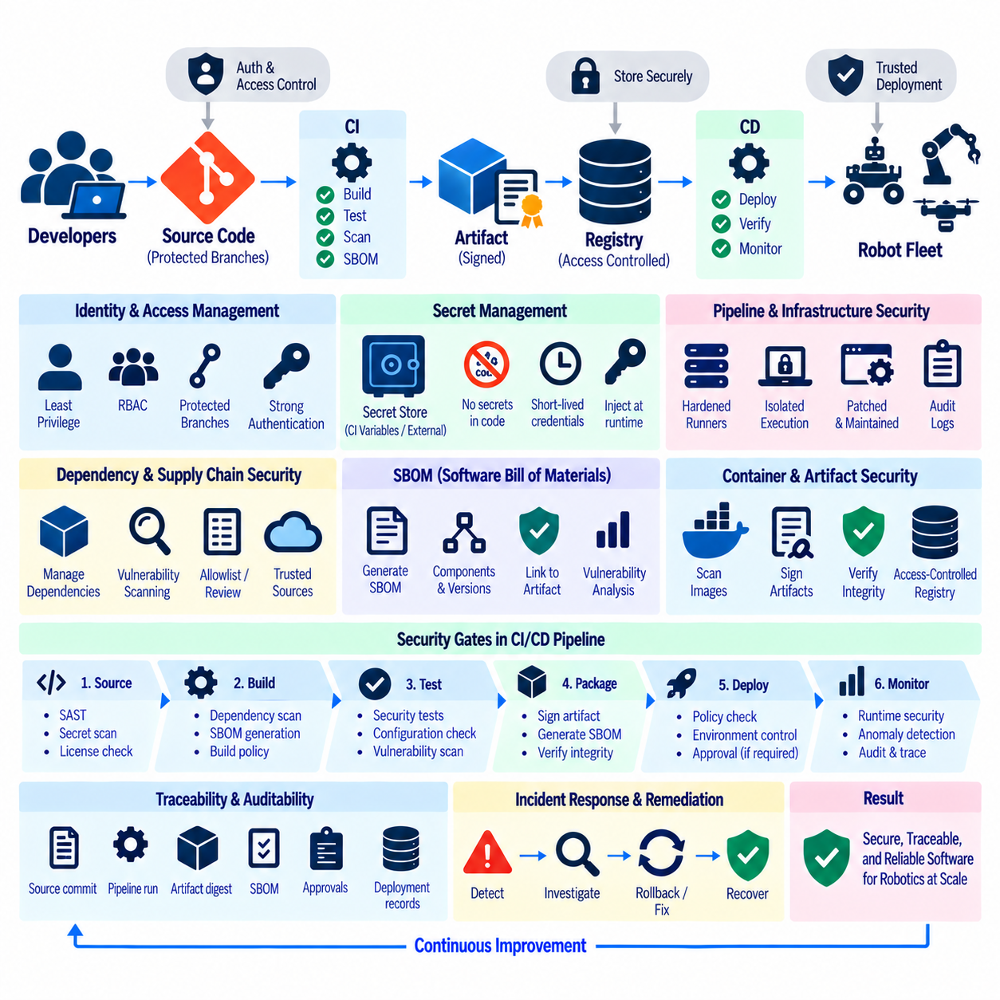 Auth &
Access Control
Store Securely
Trusted
Deployment
Developers
Source Code
(Protected Branches)
CI
Build
Test
Scan
SBOM
Artifact
(Signed)
Registry
(Access Controlled)
CD
Deploy
Verify
Monitor
Robot Fleet
Identity & Access Management
Least
Privilege
RBAC
Protected
Branches
Strong
Authentication
Secret Management
Secret Store
(CI Variables / External)
No secrets
in code
Short-lived
credentials
Inject at
runtime
Pipeline & Infrastructure Security
Hardened
Runners
Isolated
Execution
Patched
& Maintained
Audit
Logs
Dependency & Supply Chain Security
Manage
Dependencies
Vulnerability
Scanning
Allowlist /
Review
Trusted
Sources
SBOM (Software Bill of Materials)
Generate
SBOM
Components
& Versions
Link to
Artifact
Vulnerability
Analysis
Container & Artifact Security
Scan
Images
Sign
Artifacts
Verify
Integrity
Access-Controlled
Registry
Security Gates in CI/CD Pipeline
</> 1. Source
• SAST
• Secret scan
• License check
2. Build
• Dependency scan
• SBOM generation
• Build policy
3. Test
• Security tests
• Configuration check
• Vulnerability scan
4. Package
• Sign artifact
• Generate SBOM
• Verify integrity
5. Deploy
• Policy check
• Environment control
• Approval (if required)
6. Monitor
• Runtime security
• Anomaly detection
• Audit & trace
Traceability & Auditability
Source commit
Pipeline run
Artifact digest
SBOM
Approvals
Deployment
records
Incident Response & Remediation
Detect
Investigate
Rollback /
Fix
Recover
Result
Secure, Traceable,
and Reliable Software
for Robotics at Scale
Continuous Improvement